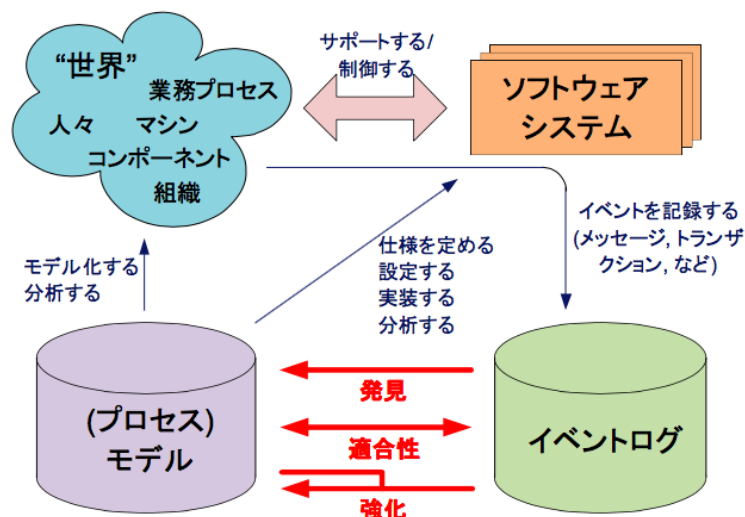 “世界”
業務プロセス
人々 マシン
コンポーネント
組織
サポートする/
制御する
ソフトウェア
システム
モデル化する
分析する
仕様を定める
設定する
実装する
分析する
イベントを記録する
(メッセージ, トランザ
クション, など)
(プロセス)
モデル
発見
適合性
強化
イベントログ